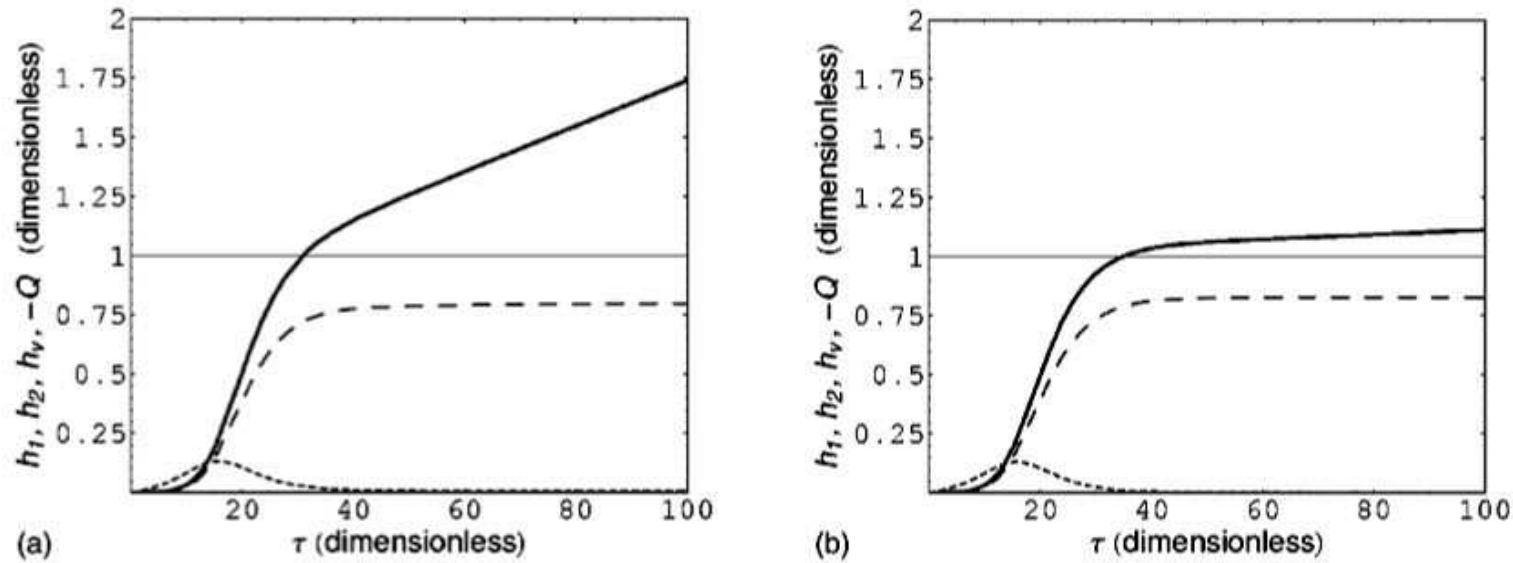 h1, h2, hv, -Q (dimensionless)
2
1.75
1.5
1.25
1
0.75
0.5
0.25
20 40 60 80 100
τ (dimensionless)
(a)
h1, h2, hv, -Q (dimensionless)
2
1.75
1.5
1.25
1
0.75
0.5
0.25
20 40 60 80 100
τ (dimensionless)
(b)